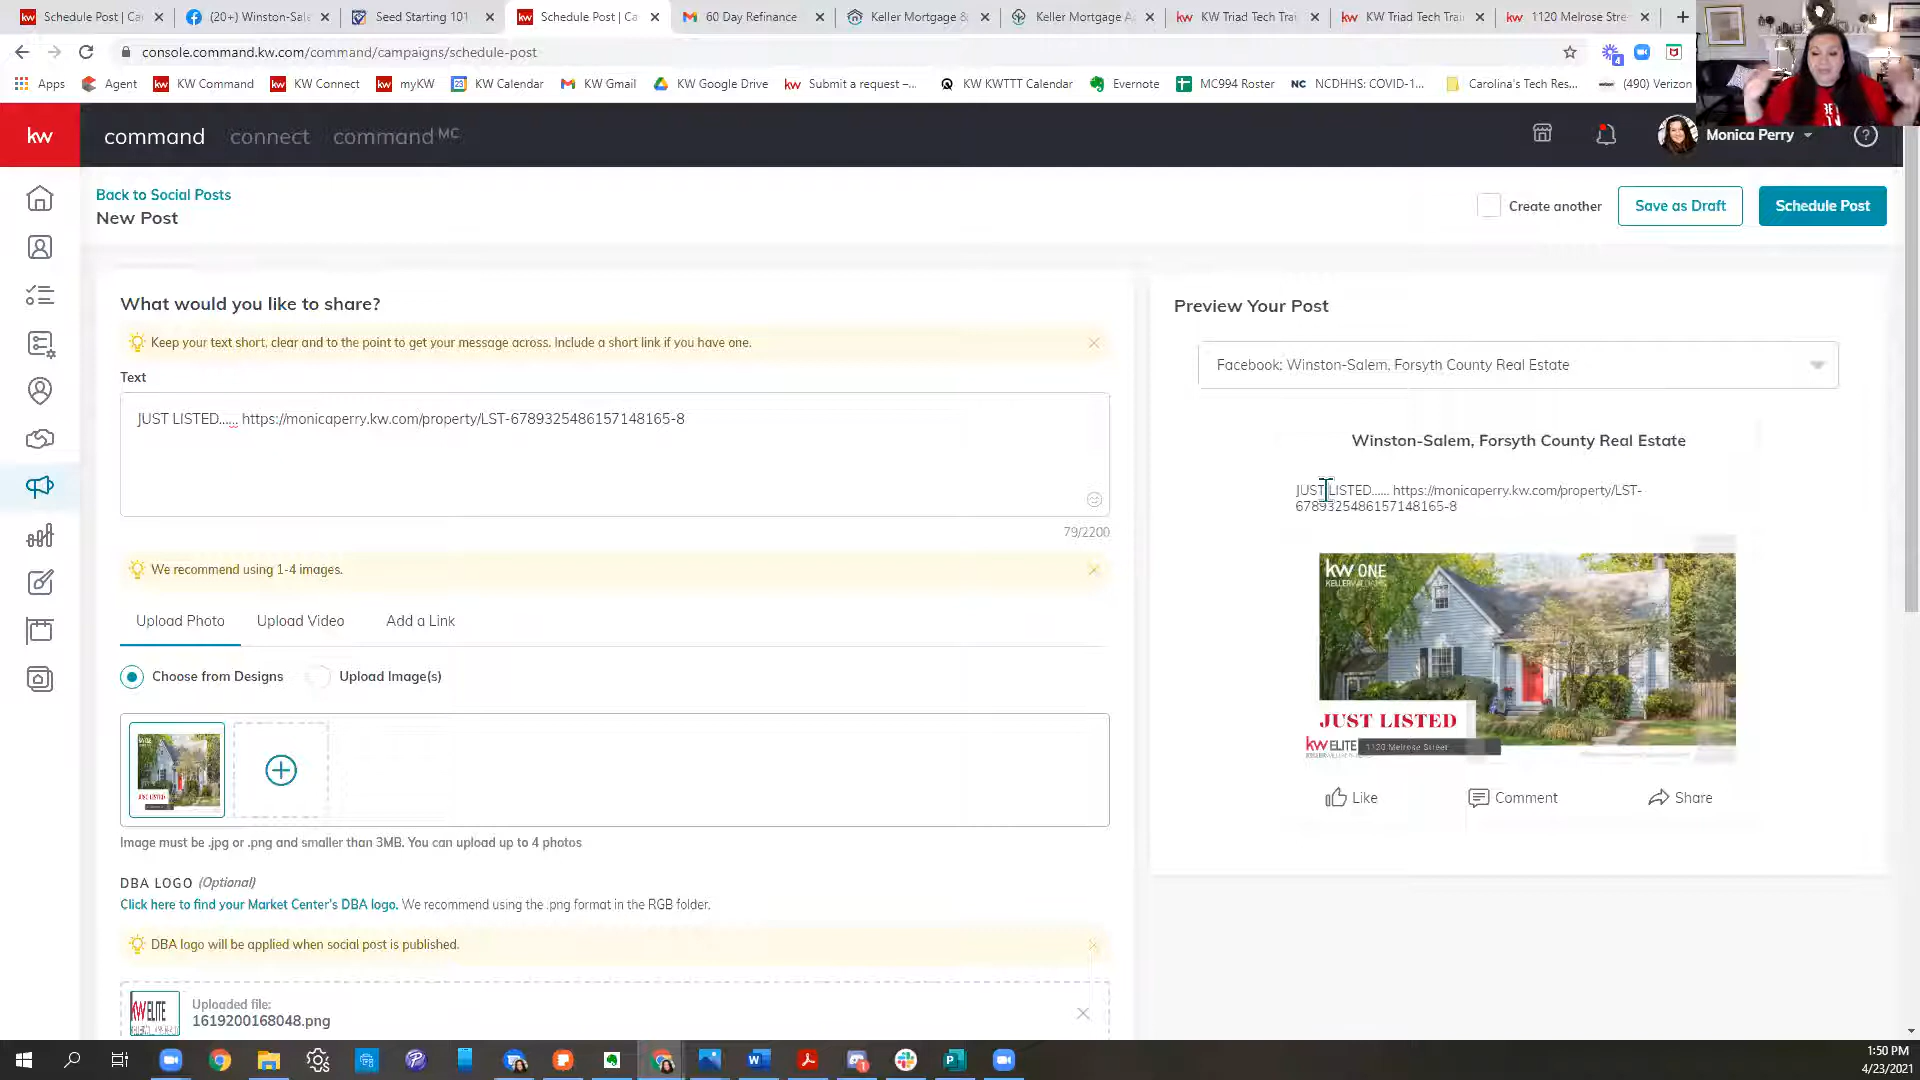 Schedule Post | Ca
(20+) Winston-Sale
Seed Starting 101
Schedule Post | Ca
60 Day Refinance
Keller Mortgage &
Keller Mortgage A
KW Triad Tech Trai
KW Triad Tech Trai
1120 Melrose Stre
console.command.kw.com/command/campaigns/schedule-post
4
Apps
Agent
KW Command
KW Connect
myKW
KW Calendar
KW Gmail
KW Google Drive
Submit a request –...
KW KWTTT Calendar
Evernote
MC994 Roster
NCDHHS: COVID-1...
Carolina's Tech Res...
(490) Verizon
kw
command
connect
command MC
Monica Perry
Back to Social Posts
New Post
Create another
Save as Draft
Schedule Post
What would you like to share?
Keep your text short, clear and to the point to get your message across. Include a short link if you have one.
Text
JUST LISTED...... https://monicaperry.kw.com/property/LST-6789325486157148165-8
79/2200
We recommend using 1-4 images.
Upload Photo
Upload Video
Add a Link
Choose from Designs
Upload Image(s)
Image must be .jpg or .png and smaller than 3MB. You can upload up to 4 photos
DBA LOGO (Optional)
Click here to find your Market Center's DBA logo. We recommend using the .png format in the RGB folder.
DBA logo will be applied when social post is published.
KW ELITE
Uploaded file:
1619200168048.png
Preview Your Post
Facebook: Winston-Salem, Forsyth County Real Estate
Winston-Salem, Forsyth County Real Estate
JUST LISTED...... https://monicaperry.kw.com/property/LST-
6789325486157148165-8
kw ONE
KELLERWILLIAMS
JUST LISTED
kw ELITE
1120 Melrose Street
Like
Comment
Share
1:50 PM
4/23/2021